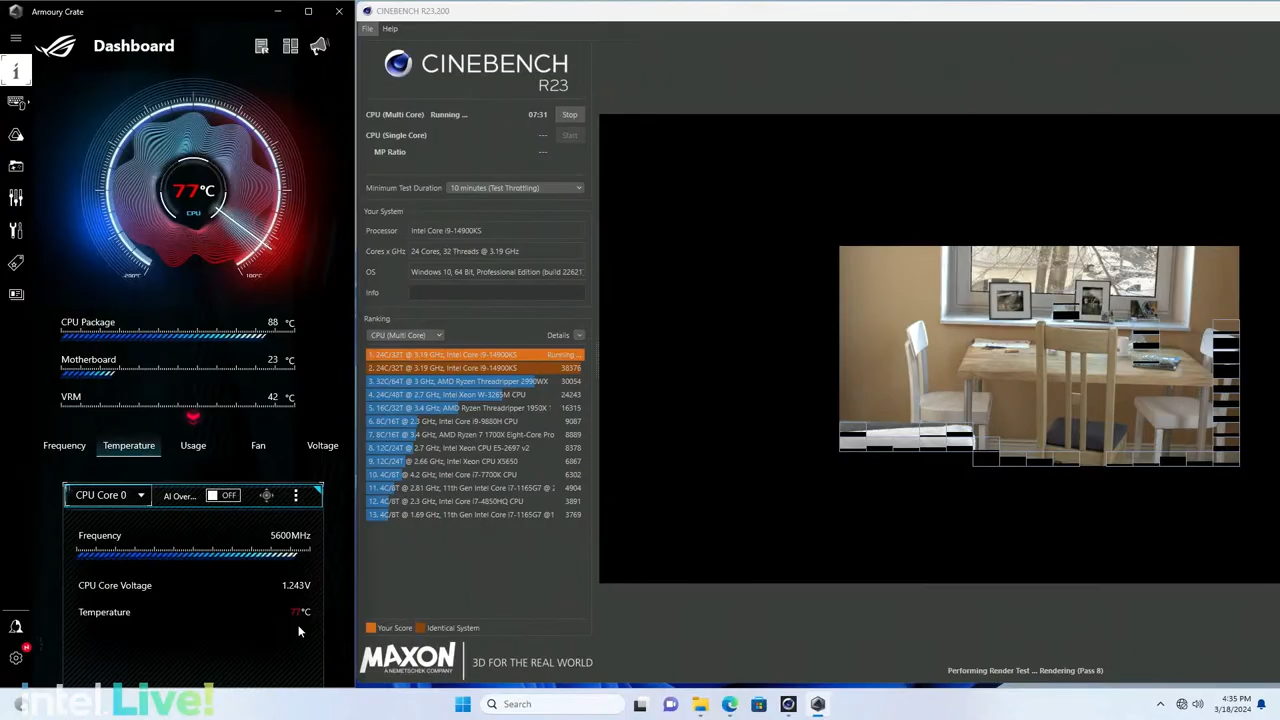 Armoury Crate
Dashboard
77°C
CPU
-200°C
100°C
CPU Package 88 °C
Motherboard 23 °C
VRM 42 °C
Frequency Temperature Usage Fan Voltage
CPU Core 0 AI Over... OFF
Frequency 5600MHz
CPU Core Voltage 1.243V
Temperature 77°C
intel Live!
CINEBENCH R23.200
File Help
CINEBENCH
R23
CPU (Multi Core) Running ... 07:31 Stop
CPU (Single Core) --- Start
MP Ratio ---
Minimum Test Duration 10 minutes (Test Throttling)
Your System
Processor Intel Core i9-14900KS
Cores x GHz 24 Cores, 32 Threads @ 3.19 GHz
OS Windows 10, 64 Bit, Professional Edition (build 22621
Info
Ranking
CPU (Multi Core) Details
1. 24C/32T @ 3.19 GHz, Intel Core i9-14900KS Running ...
2. 24C/32T @ 3.19 GHz, Intel Core i9-14900KS 38376
3. 32C/64T @ 3 GHz, AMD Ryzen Threadripper 2990WX 30054
4. 24C/48T @ 2.7 GHz, Intel Xeon W-3265M CPU 24243
5. 16C/32T @ 3.4 GHz, AMD Ryzen Threadripper 1950X 16315
6. 8C/16T @ 2.3 GHz, Intel Core i9-9880H CPU 9087
7. 8C/16T @ 3.4 GHz, AMD Ryzen 7 1700X Eight-Core Pro 8889
8. 12C/24T @ 2.7 GHz, Intel Xeon CPU E5-2697 v2 8378
9. 12C/24T @ 2.66 GHz, Intel Xeon CPU X5650 6867
10. 4C/8T @ 4.2 GHz, Intel Core i7-7700K CPU 6302
11. 4C/8T @ 2.81 GHz, 11th Gen Intel Core i7-1165G7 @ 2 4904
12. 4C/8T @ 2.3 GHz, Intel Core i7-4850HQ CPU 3891
13. 4C/8T @ 1.69 GHz, 11th Gen Intel Core i7-1165G7 @1 3769
Your Score Identical System
MAXON 3D FOR THE REAL WORLD
A NEMETSCHEK COMPANY
Performing Render Test ... Rendering (Pass 8)
Search
4:35 PM
3/18/2024